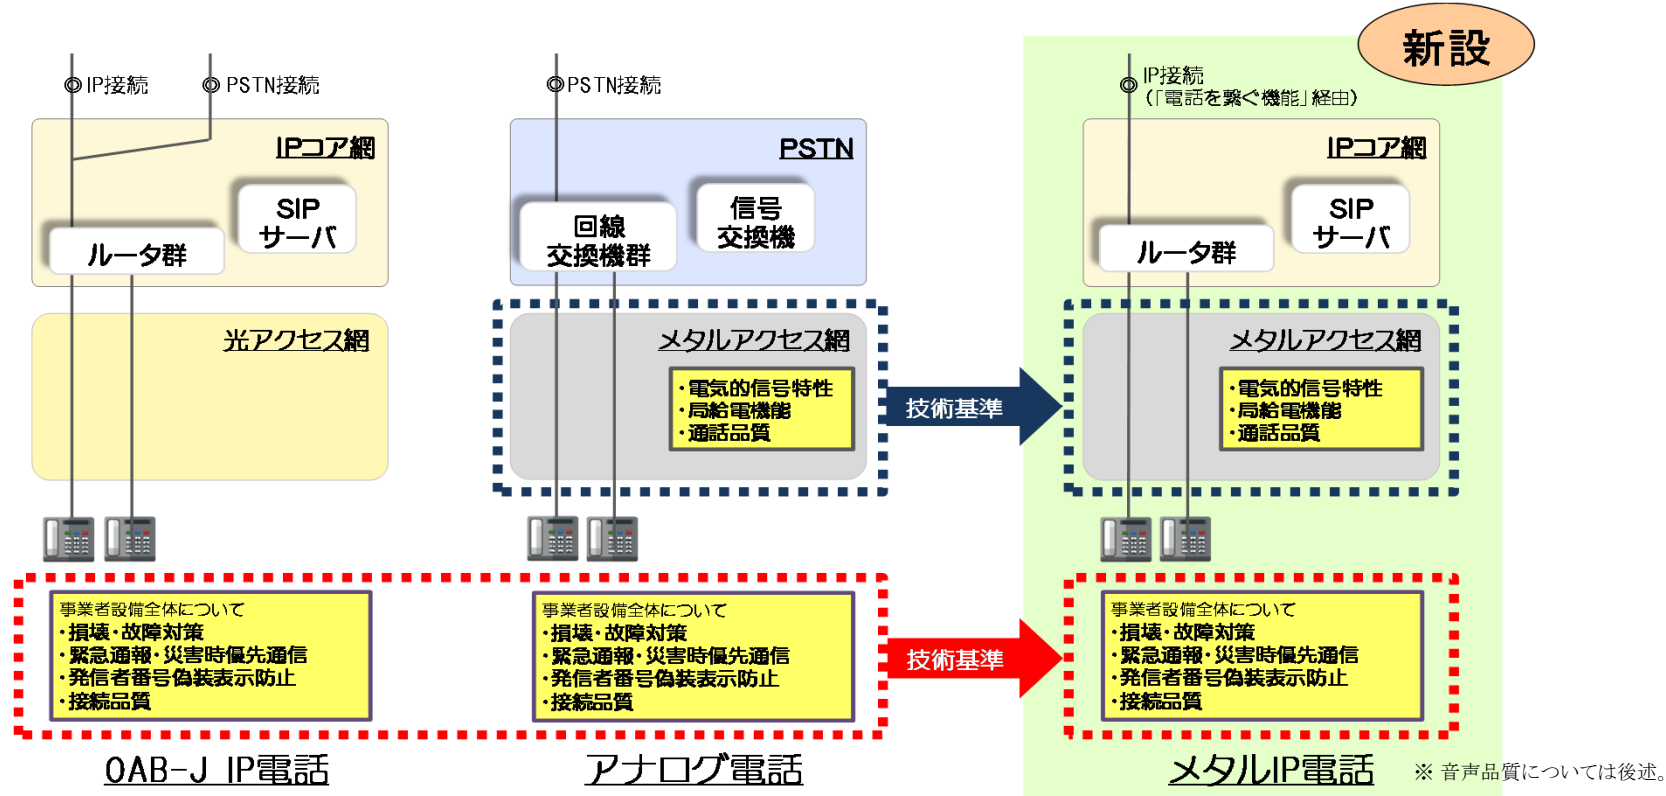 新設
◎IP接続
◎PSTN接続
IPコア網
SIP
サーバ
ルータ群
光アクセス網
事業者設備全体について
・損壊・故障対策
・緊急通報・災害時優先通信
・発信者番号偽装表示防止
・接続品質
0AB-J IP電話
◎PSTN接続
PSTN
信号
交換機
回線
交換機群
メタルアクセス網
・電気的信号特性
・局給電機能
・通話品質
事業者設備全体について
・損壊・故障対策
・緊急通報・災害時優先通信
・発信者番号偽装表示防止
・接続品質
アナログ電話
技術基準
技術基準
◎IP接続
（「電話を繋ぐ機能」経由）
IPコア網
SIP
サーバ
ルータ群
メタルアクセス網
・電気的信号特性
・局給電機能
・通話品質
事業者設備全体について
・損壊・故障対策
・緊急通報・災害時優先通信
・発信者番号偽装表示防止
・接続品質
メタルIP電話
※ 音声品質については後述。